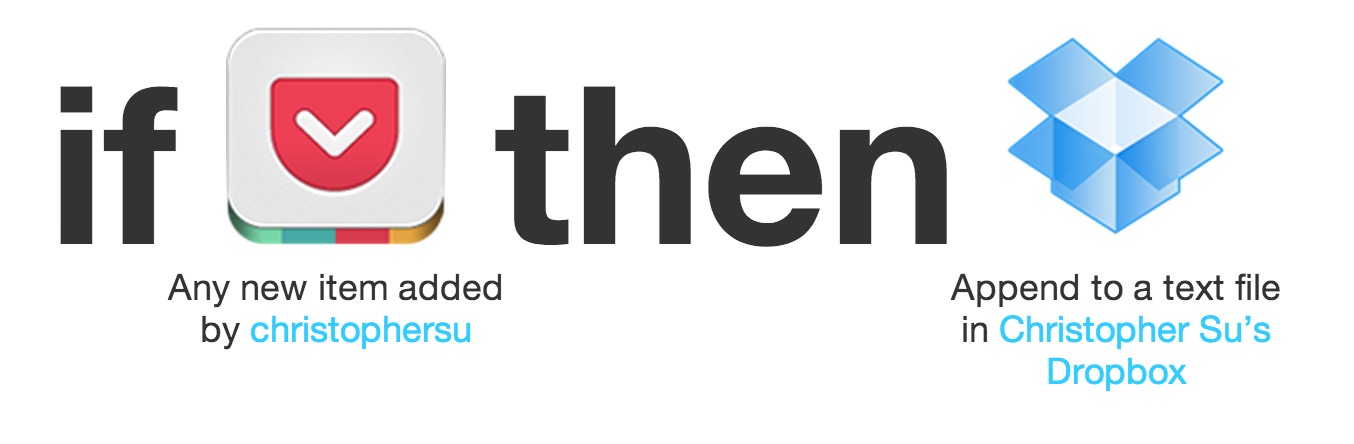 if then
Any new item added
by christophersu
Append to a text file
in Christopher Su’s
Dropbox